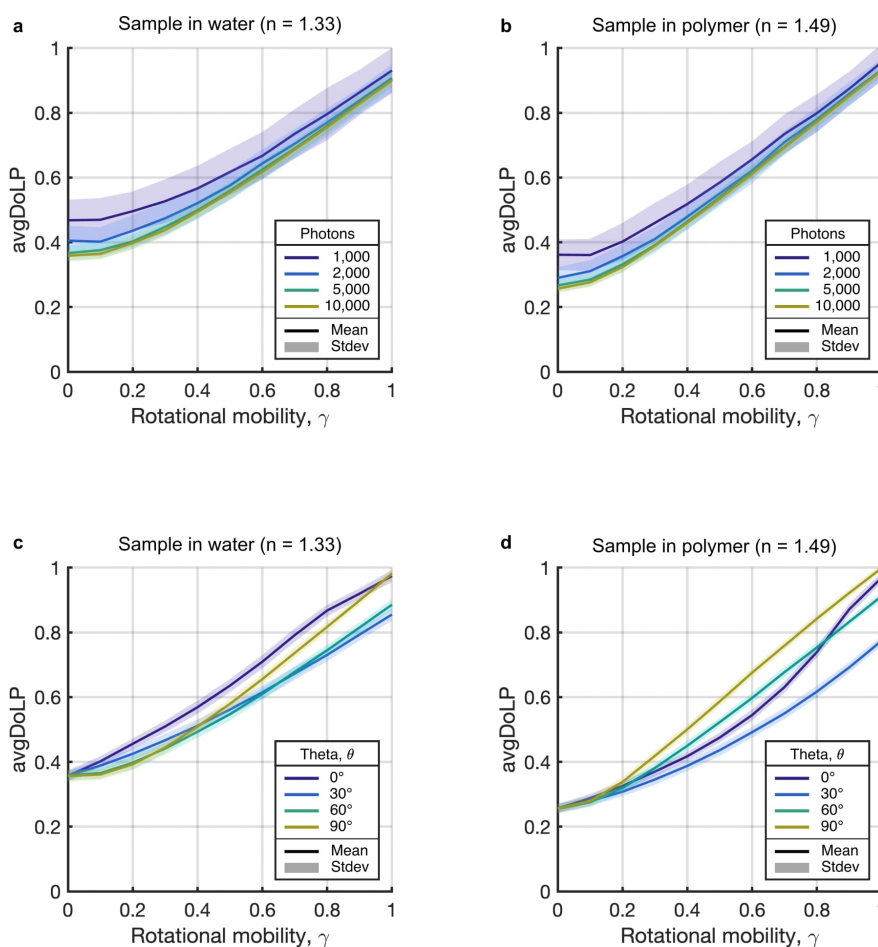 a
Sample in water (n = 1.33)
1
0.8
0.6
0.4
0.2
0
avgDoLP
Photons
1,000
2,000
5,000
10,000
Mean
Stdev
0 0.2 0.4 0.6 0.8 1
Rotational mobility, γ
b
Sample in polymer (n = 1.49)
1
0.8
0.6
0.4
0.2
0
avgDoLP
Photons
1,000
2,000
5,000
10,000
Mean
Stdev
0 0.2 0.4 0.6 0.8
Rotational mobility, γ
c
Sample in water (n = 1.33)
1
0.8
0.6
0.4
0.2
0
avgDoLP
Theta, θ
0°
30°
60°
90°
Mean
Stdev
0 0.2 0.4 0.6 0.8 1
Rotational mobility, γ
d
Sample in polymer (n = 1.49)
1
0.8
0.6
0.4
0.2
0
avgDoLP
Theta, θ
0°
30°
60°
90°
Mean
Stdev
0 0.2 0.4 0.6 0.8
Rotational mobility, γ